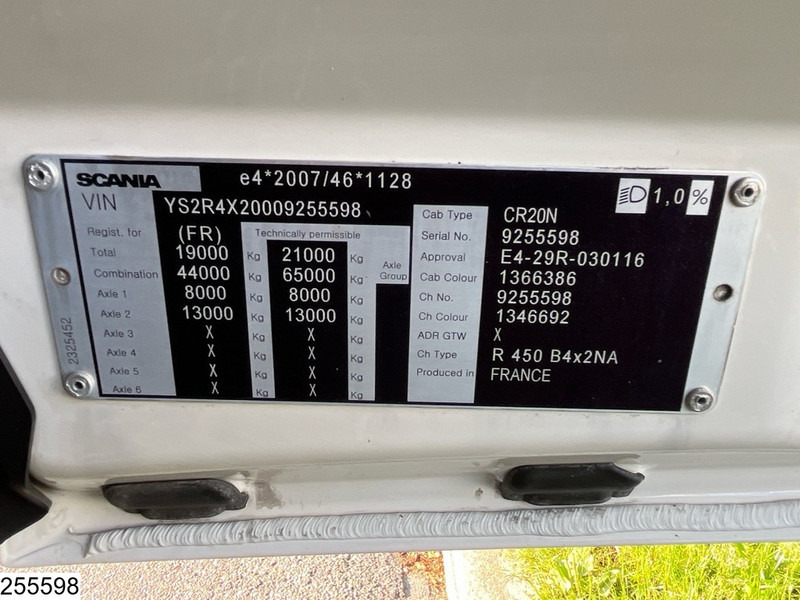 SCANIA e4*2007/46*1128
VIN YS2R4X20009255598
1,0 %
Regist. for (FR) Technically permissible
Total 19000 Kg 21000 Kg Axle Group
Combination 44000 Kg 65000 Kg
Axle 1 8000 Kg 8000 Kg
Axle 2 13000 Kg 13000 Kg
Axle 3 X Kg X Kg
Axle 4 X Kg X Kg
Axle 5 X Kg X Kg
Axle 6 X Kg X Kg
Cab Type CR20N
Serial No. 9255598
Approval E4-29R-030116
Cab Colour 1366386
Ch No. 9255598
Ch Colour 1346692
ADR GTW X
Ch Type R 450 B4x2NA
Produced in FRANCE
2325452
255598